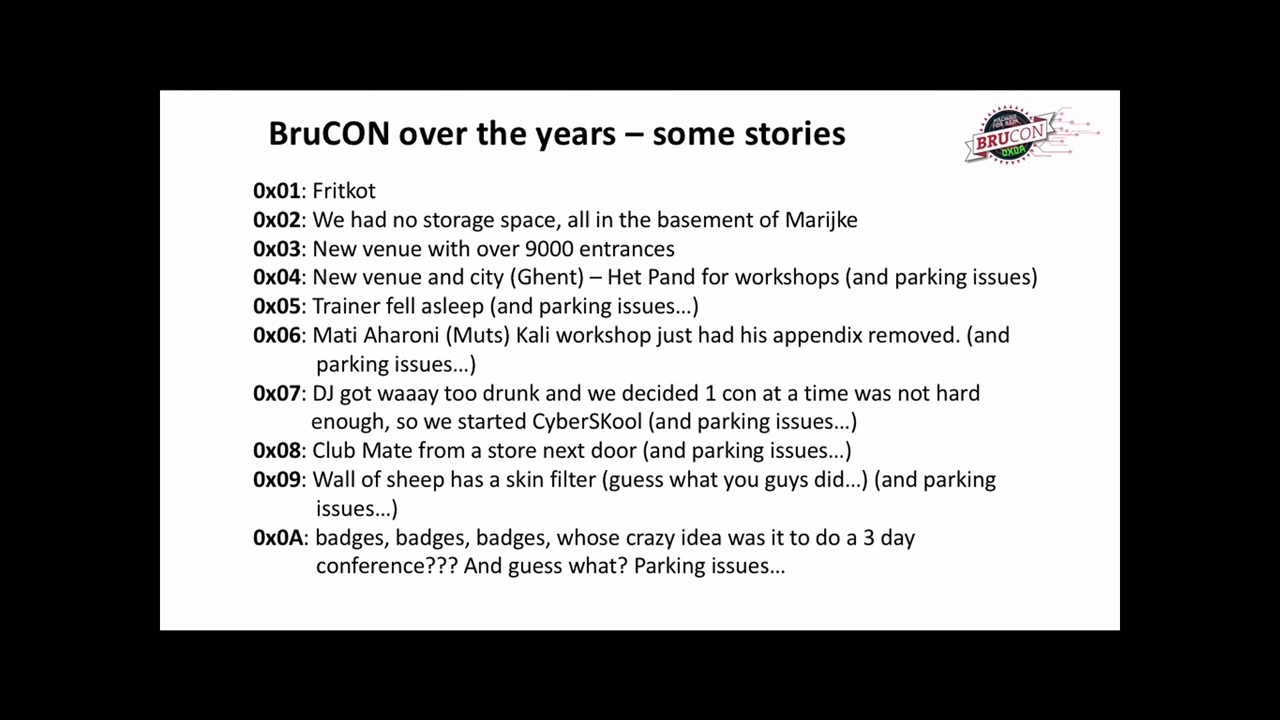 BruCON over the years – some stories
HACKING FOR B33R
BRUCON
0X0A
0x01: Fritkot
0x02: We had no storage space, all in the basement of Marijke
0x03: New venue with over 9000 entrances
0x04: New venue and city (Ghent) – Het Pand for workshops (and parking issues)
0x05: Trainer fell asleep (and parking issues…)
0x06: Mati Aharoni (Muts) Kali workshop just had his appendix removed. (and
parking issues…)
0x07: DJ got waaay too drunk and we decided 1 con at a time was not hard
enough, so we started CyberSKool (and parking issues…)
0x08: Club Mate from a store next door (and parking issues…)
0x09: Wall of sheep has a skin filter (guess what you guys did…) (and parking
issues…)
0x0A: badges, badges, badges, whose crazy idea was it to do a 3 day
conference??? And guess what? Parking issues…